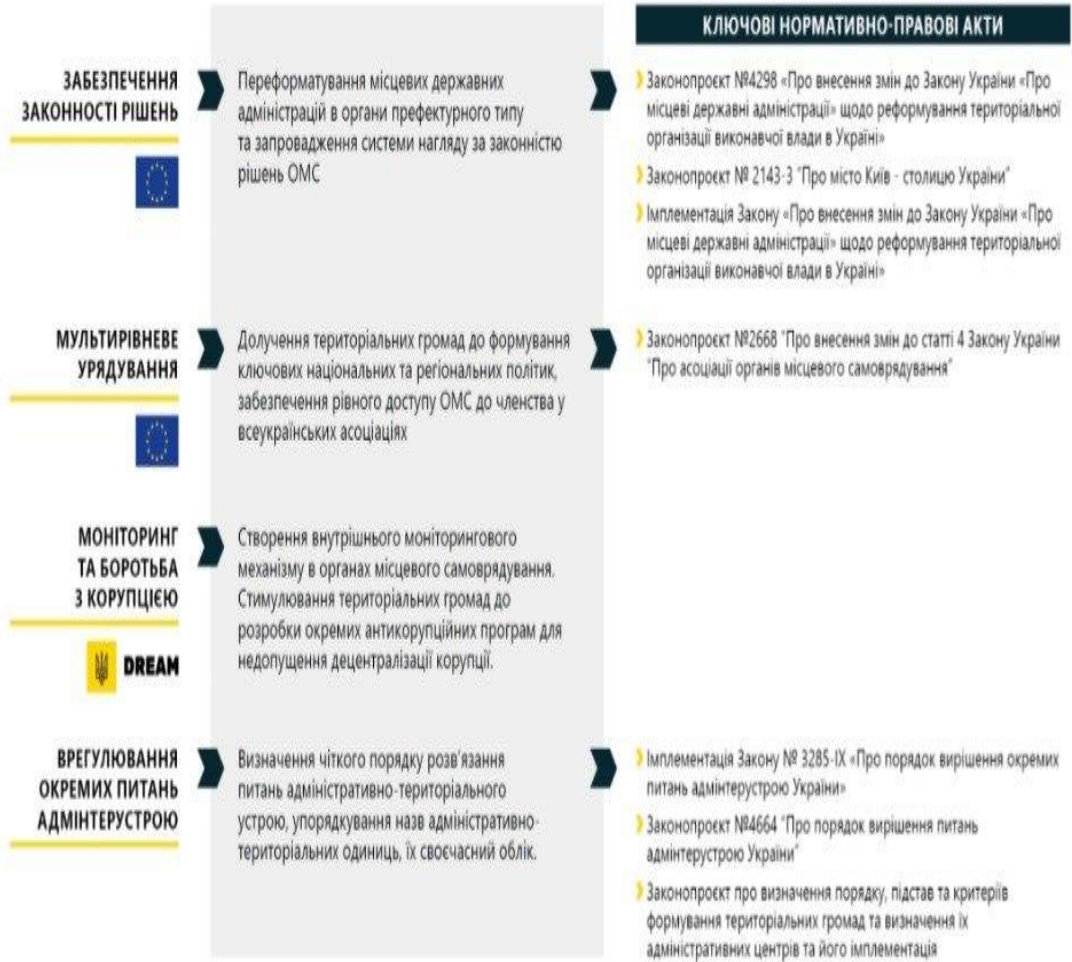 КЛЮЧОВІ НОРМАТИВНО-ПРАВОВІ АКТИ
ЗАБЕЗПЕЧЕННЯ
ЗАКОННОСТІ РІШЕНЬ
Переформатування місцевих державних
адміністрацій в органи префектурного типу
та запровадження системи нагляду за законністю
рішень ОМС
Законопроєкт №4298 «Про внесення змін до Закону України «Про
місцеві державні адміністрації» щодо реформування територіальної
організації виконавчої влади в Україні»
Законопроєкт № 2143-3 "Про місто Київ - столицю України"
Імплементація Закону «Про внесення змін до Закону України «Про
місцеві державні адміністрації» щодо реформування територіальної
організації виконавчої влади в Україні»
МУЛЬТИРІВНЕВЕ
УРЯДУВАННЯ
Долучення територіальних громад до формування
ключових національних та регіональних політик,
забезпечення рівного доступу ОМС до членства у
всеукраїнських асоціаціях
Законопроєкт №2668 "Про внесення змін до статті 4 Закону України
"Про асоціації органів місцевого самоврядування"
МОНІТОРИНГ
ТА БОРОТЬБА
З КОРУПЦІЄЮ
DREAM
Створення внутрішнього моніторингового
механізму в органах місцевого самоврядування.
Стимулювання територіальних громад до
розробки окремих антикорупційних програм для
недопущення децентралізації корупції.
ВРЕГУЛЮВАННЯ
ОКРЕМИХ ПИТАНЬ
АДМІНТЕРУСТРОЮ
Визначення чіткого порядку розв'язання
питань адміністративно-територіального
устрою, упорядкування назв адміністративно-
територіальних одиниць, їх своєчасний облік.
Імплементація Закону № 3285-IX «Про порядок вирішення окремих
питань адмінтерустрою України»
Законопроєкт №4664 "Про порядок вирішення питань
адмінтерустрою України"
Законопроєкт про визначення порядку, підстав та критеріїв
формування територіальних громад та визначення їх
адміністративних центрів та його імплементація